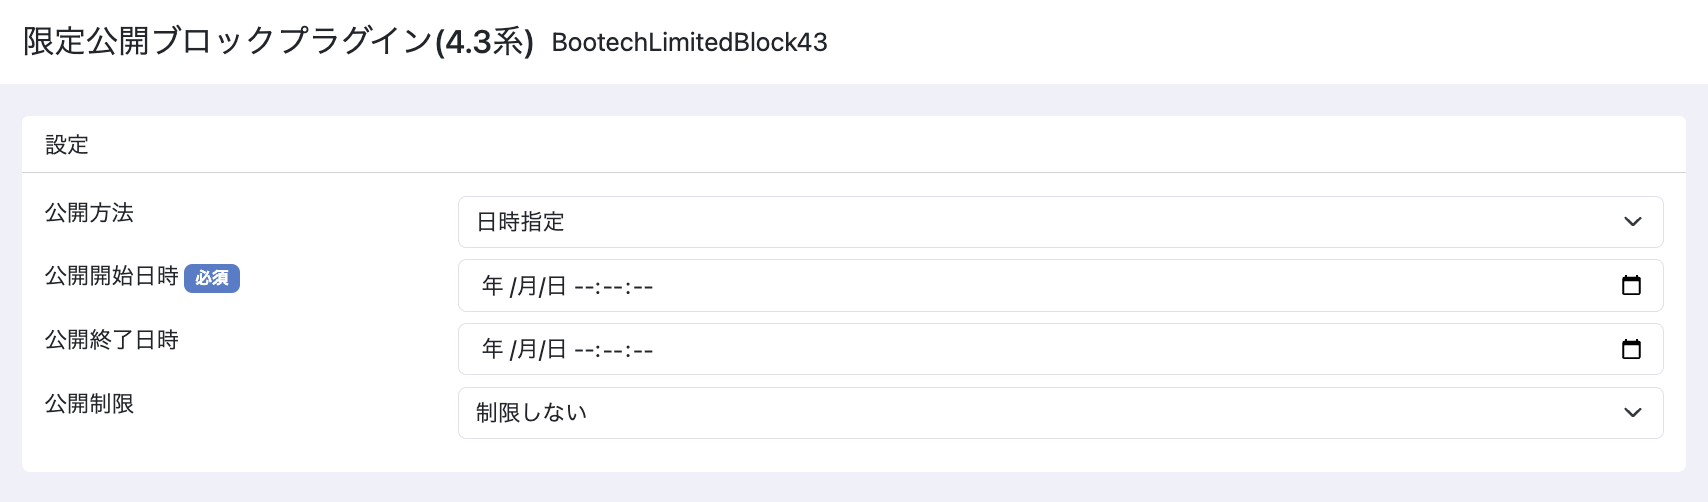 限定公開ブロックプラグイン(4.3系) BootechLimitedBlock43
設定
公開方法 日時指定
公開開始日時 必須 年 /月/日 --:--:--
公開終了日時 年 /月/日 --:--:--
公開制限 制限しない